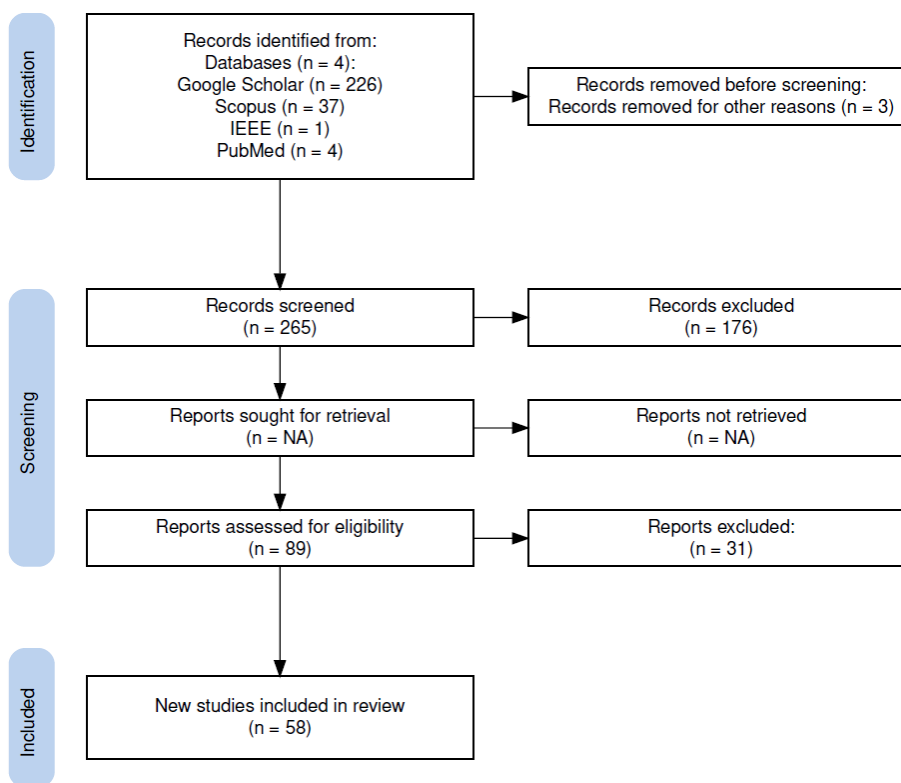 Identification
Records identified from:
Databases (n = 4):
Google Scholar (n = 226)
Scopus (n = 37)
IEEE (n = 1)
PubMed (n = 4)
Records removed before screening:
Records removed for other reasons (n = 3)
Screening
Records screened
(n = 265)
Records excluded
(n = 176)
Reports sought for retrieval
(n = NA)
Reports not retrieved
(n = NA)
Reports assessed for eligibility
(n = 89)
Reports excluded:
(n = 31)
Included
New studies included in review
(n = 58)